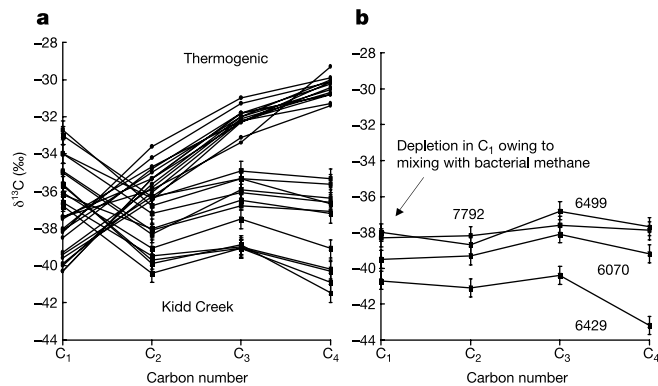 a
b
−28
−30
−32
−34
−36
−38
−40
−42
−44
δ¹³C (‰)
Thermogenic
Kidd Creek
C₁ C₂ C₃ C₄
Carbon number
−28
−30
−32
−34
−36
−38
−40
−42
−44
Depletion in C₁ owing to
mixing with bacterial methane
7792
6499
6070
6429
C₁ C₂ C₃ C₄
Carbon number